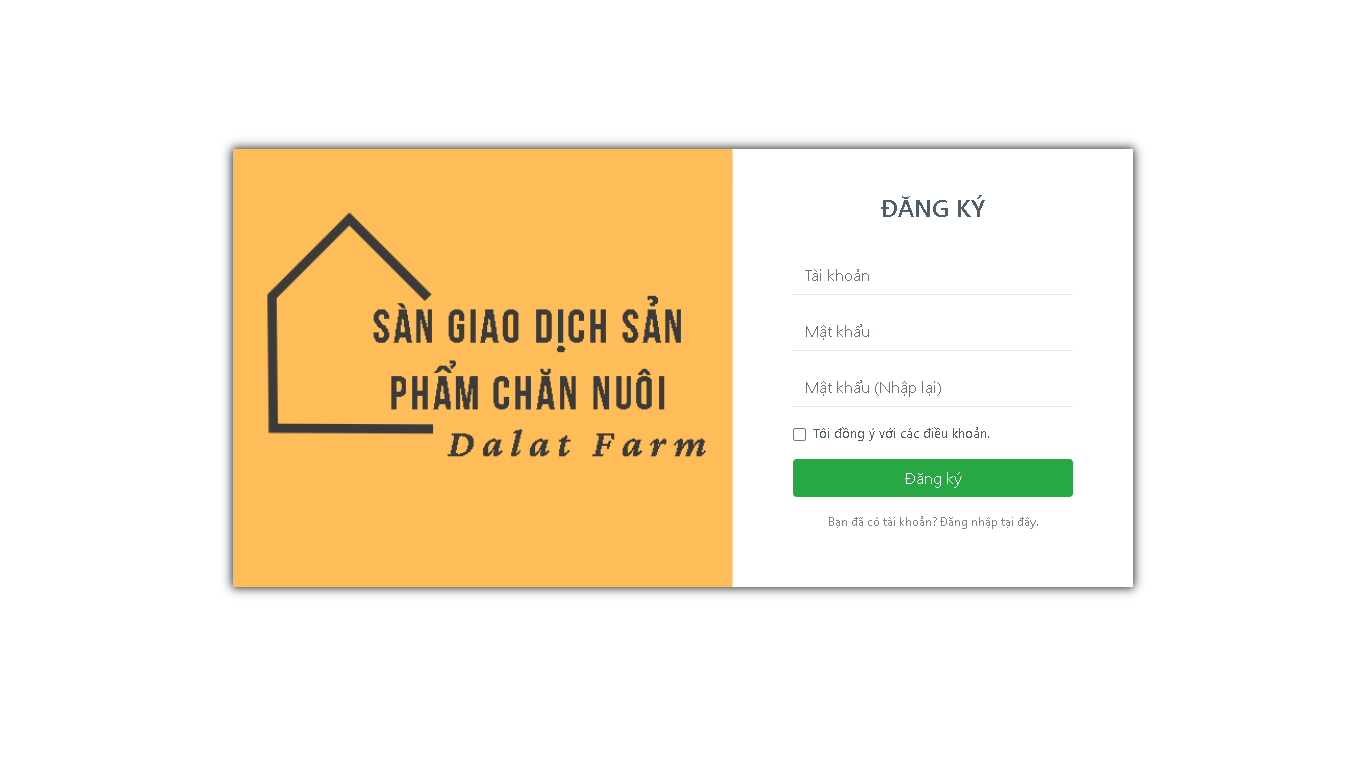 SÀN GIAO DỊCH SẢN
PHẨM CHĂN NUÔI
Dalat Farm
ĐĂNG KÝ
Tài khoản
Mật khẩu
Mật khẩu (Nhập lại)
Tôi đồng ý với các điều khoản.
Đăng ký
Bạn đã có tài khoản? Đăng nhập tại đây.